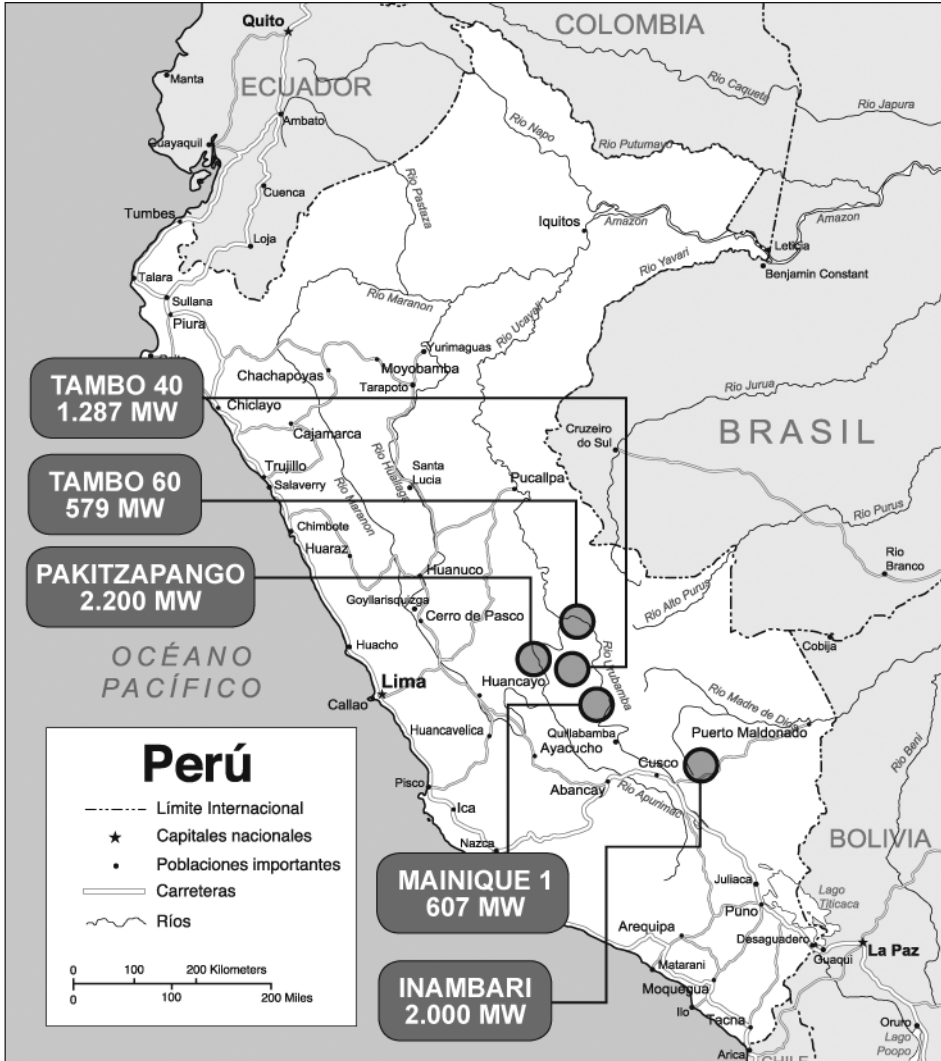 COLOMBIA
Quito
Manta
ECUADOR
Rio Caqueta
Rio Japura
Ambato
Rio Napo
Guayaquil
Rio Putumayo
Cuenca
Rio Pastaza
Tumbes
Iquitos
Amazon
Amazon
Loja
Leticia
Rio Yavari
Benjamin Constant
Talara
Sullana
Rio Maranon
Piura
Rio Ucayali
Yurimaguas
Moyobamba
Chachapoyas
Tarapoto
TAMBO 40
1.287 MW
Rio Jurua
Chiclayo
Cajamarca
Cruzeiro
do Sul
BRASIL
Trujillo
Salaverry
Santa
Lucia
Rio Huallaga
Pucallpa
TAMBO 60
579 MW
Rio Maranon
Rio Purus
Chimbote
Huaraz
Rio
Branco
PAKITZAPANGO
2.200 MW
Huanuco
Goyllarisquizga
Cerro de Pasco
Rio Alto Purus
Cobija
Huacho
OCÉANO
PACÍFICO
Lima
Callao
Huancayo
Rio Urubamba
Rio Madre de Dios
Huancavelica
Quillabamba
Ayacucho
Puerto Maldonado
Rio Beni
Cusco
Pisco
Abancay
Rio Apurimac
Ica
Nazca
BOLIVIA
Perú
Límite Internacional
Capitales nacionales
Poblaciones importantes
Carreteras
Ríos
0 100 200 Kilometers
0 100 200 Miles
MAINIQUE 1
607 MW
Juliaca
Lago
Titicaca
Puno
Arequipa
Desaguadero
Guaqui
La Paz
Matarani
Moquegua
INAMBARI
2.000 MW
Ilo
Tacna
Oruro
Lago
Poopo
Arica
CHILE